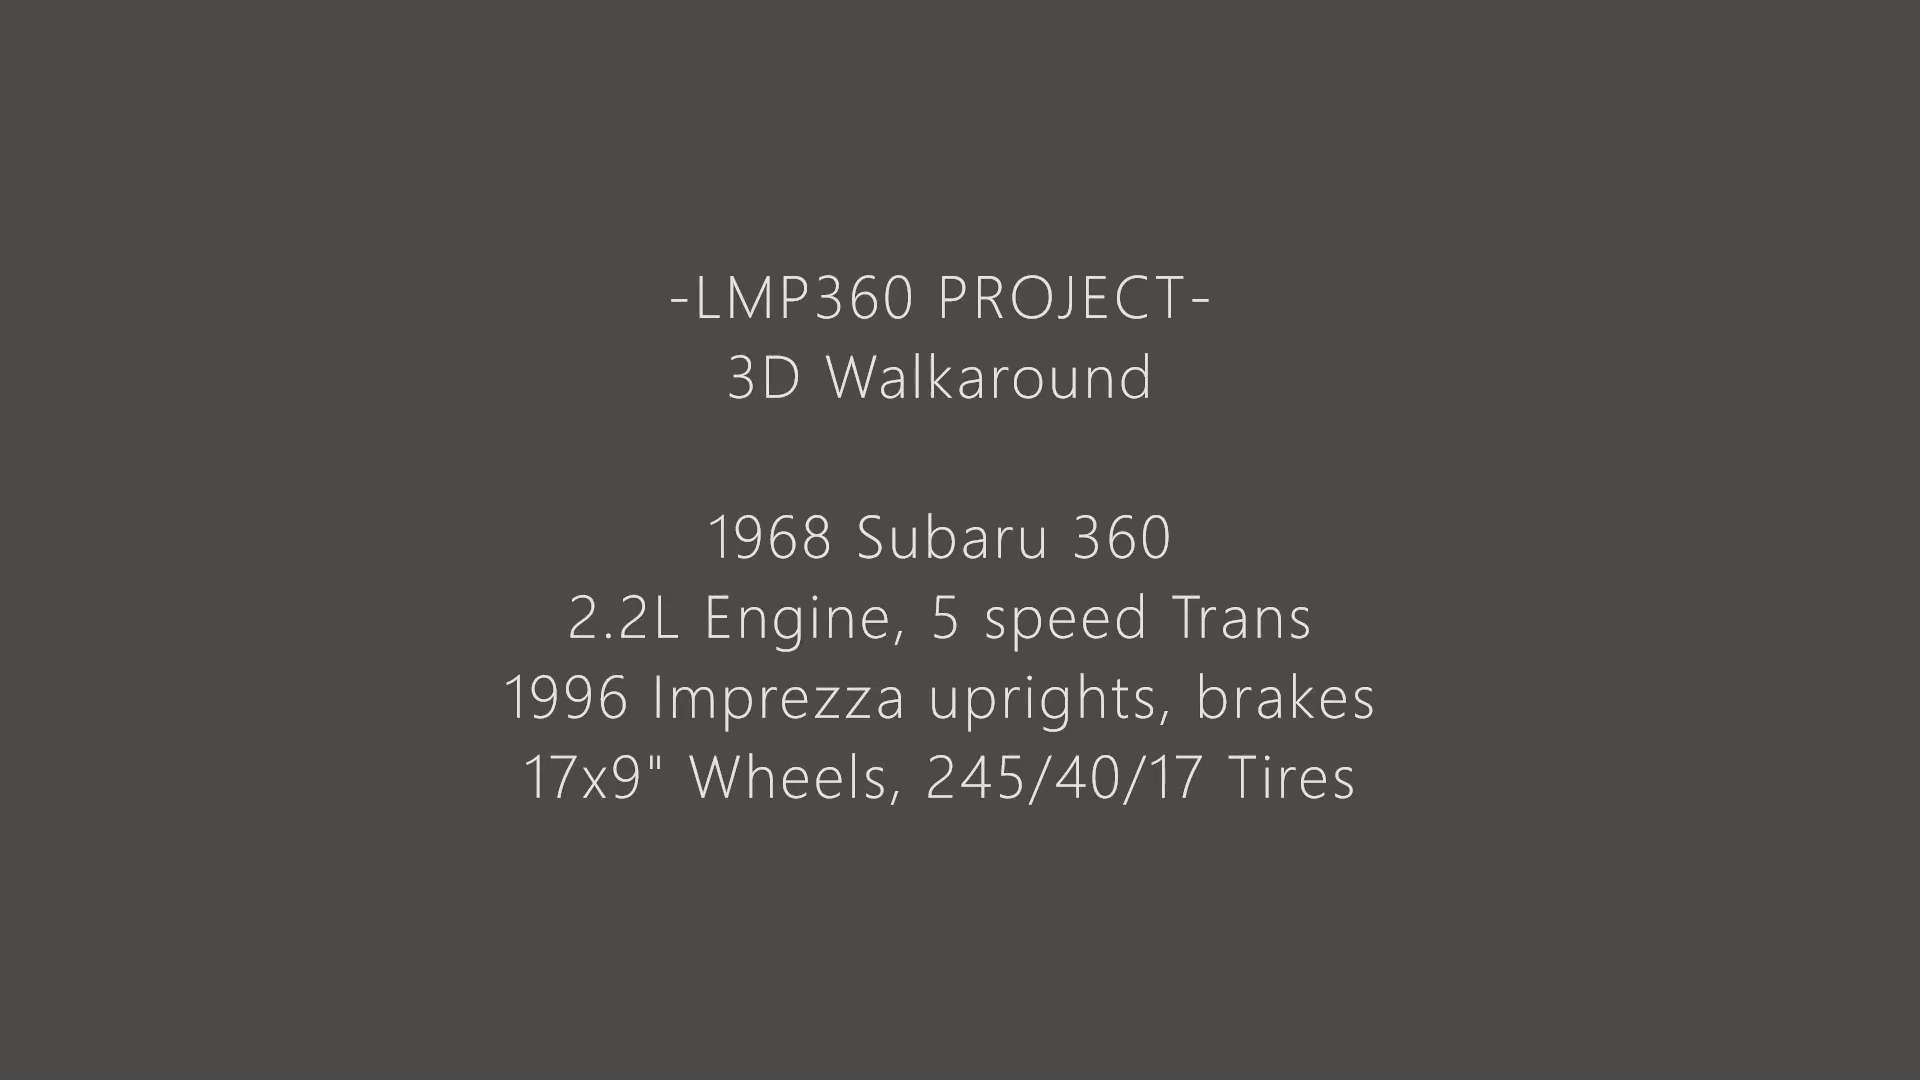 -LMP360 PROJECT-
3D Walkaround
1968 Subaru 360
2.2L Engine, 5 speed Trans
1996 Imprezza uprights, brakes
17x9" Wheels, 245/40/17 Tires